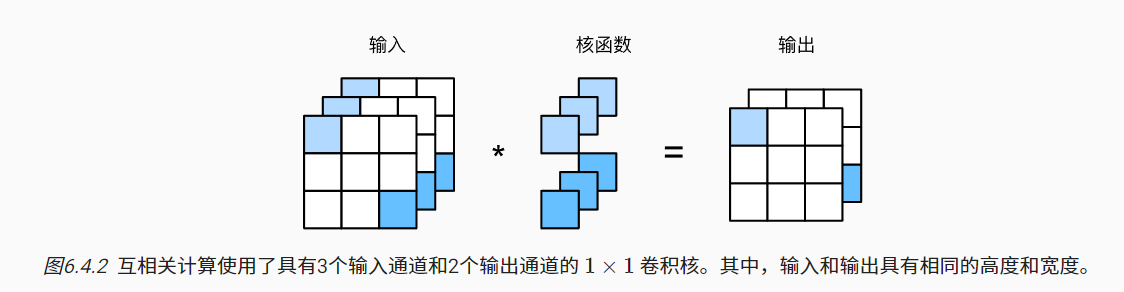 输入 核函数 输出
* =
图6.4.2 互相关计算使用了具有3个输入通道和2个输出通道的 1 × 1 卷积核。其中，输入和输出具有相同的高度和宽度。